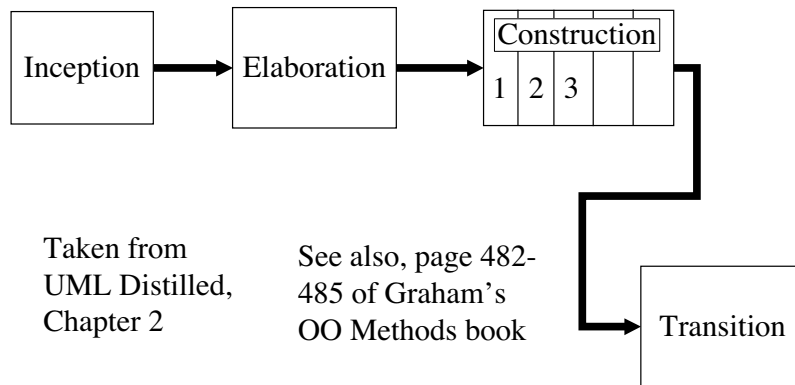 Inception
Elaboration
Construction
1 2 3
Taken from
UML Distilled,
Chapter 2
See also, page 482-
485 of Graham's
OO Methods book
Transition